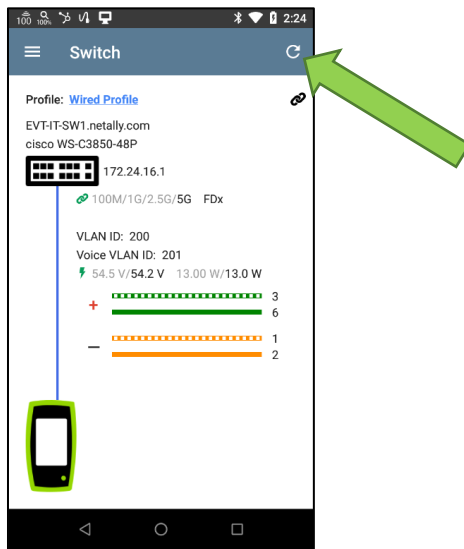 100 100% 2:24
Switch
Profile: Wired Profile
EVT-IT-SW1.netally.com
cisco WS-C3850-48P
172.24.16.1
100M/1G/2.5G/5G FDx
VLAN ID: 200
Voice VLAN ID: 201
54.5 V/54.2 V 13.00 W/13.0 W
+ 3
6
– 1
2